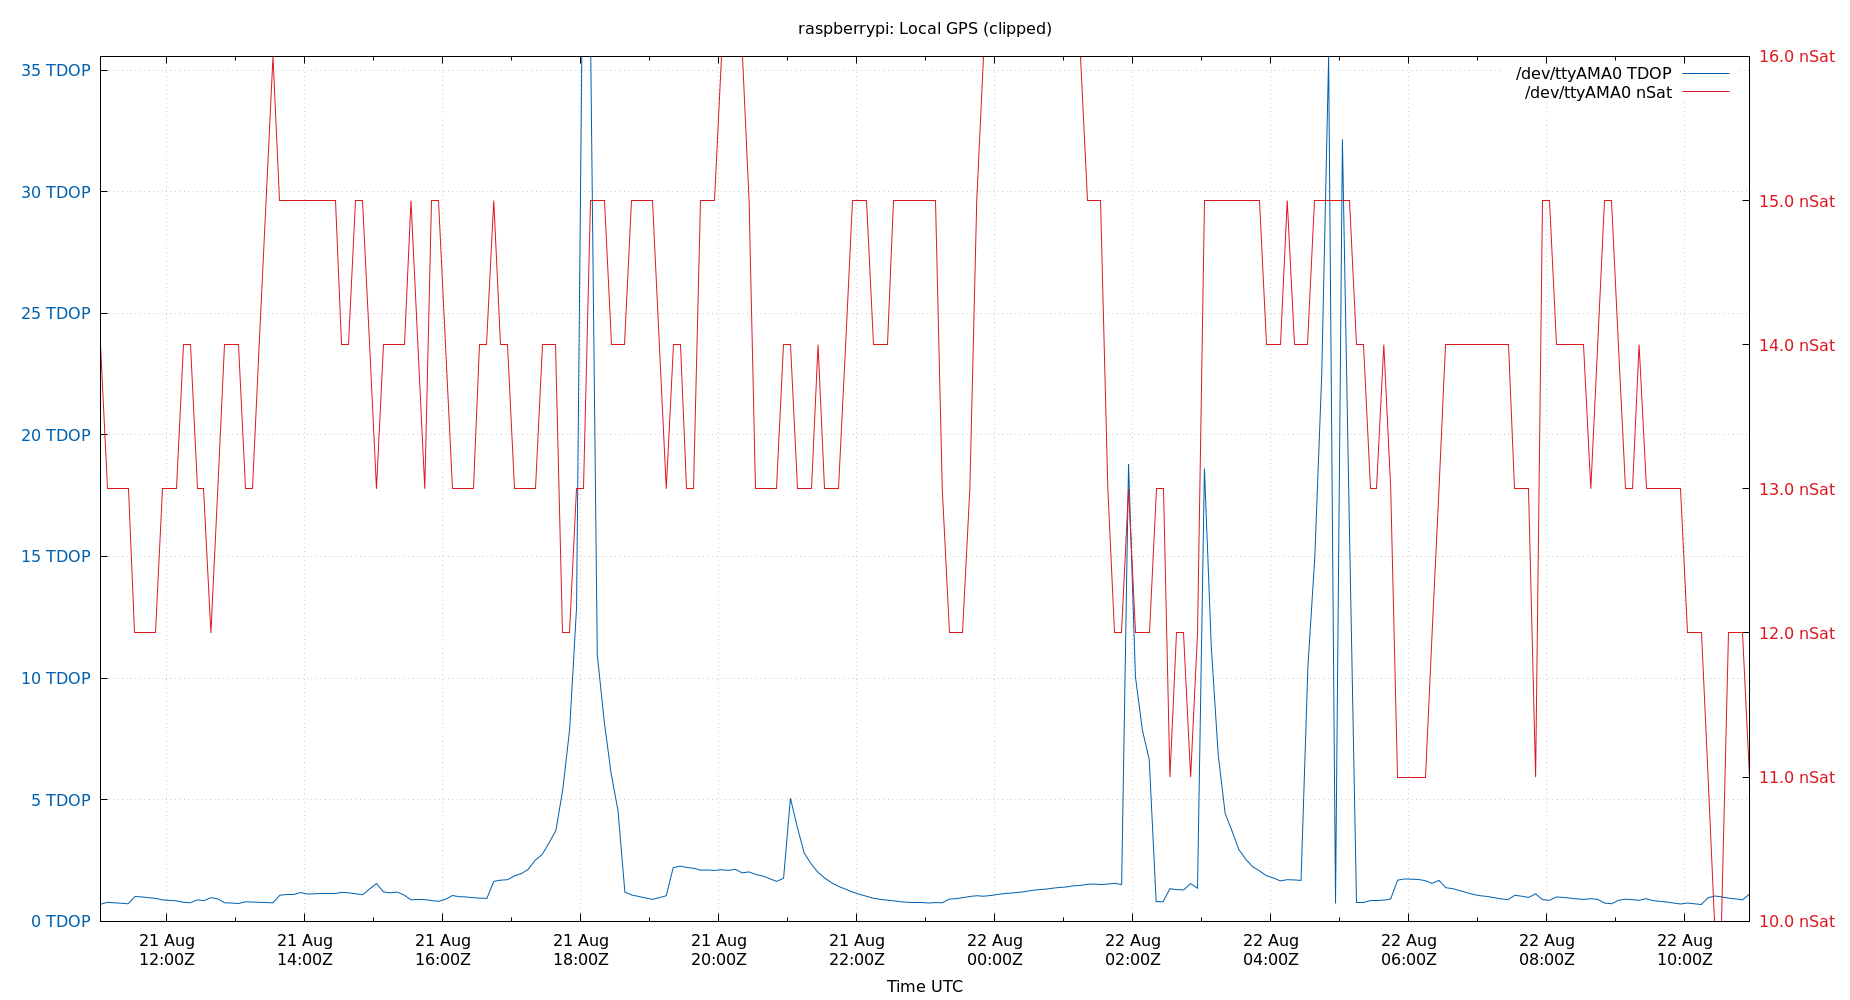 raspberrypi: Local GPS (clipped)
35 TDOP
30 TDOP
25 TDOP
20 TDOP
15 TDOP
10 TDOP
5 TDOP
0 TDOP
16.0 nSat
15.0 nSat
14.0 nSat
13.0 nSat
12.0 nSat
11.0 nSat
10.0 nSat
/dev/ttyAMA0 TDOP
/dev/ttyAMA0 nSat
21 Aug
12:00Z
21 Aug
14:00Z
21 Aug
16:00Z
21 Aug
18:00Z
21 Aug
20:00Z
21 Aug
22:00Z
22 Aug
00:00Z
22 Aug
02:00Z
22 Aug
04:00Z
22 Aug
06:00Z
22 Aug
08:00Z
22 Aug
10:00Z
Time UTC